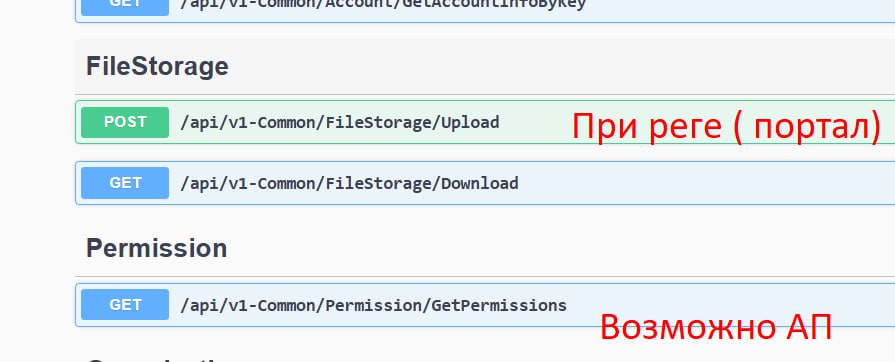 GET /api/v1-Common/Account/GetAccountInfoByKey
FileStorage
POST /api/v1-Common/FileStorage/Upload При реге ( портал)
GET /api/v1-Common/FileStorage/Download
Permission
GET /api/v1-Common/Permission/GetPermissions
Возможно АП